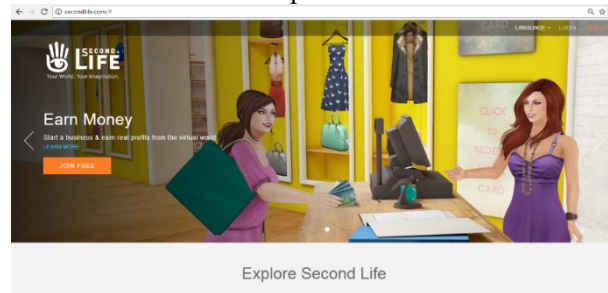 secondlife.com/#
LANGUAGE LOGIN
SECOND
LIFE
Your World. Your Imagination.
Earn Money
Start a business & earn real profits from the virtual world
LEARN MORE
JOIN FREE
CLICK
TO
REDEEM
CARD
Explore Second Life